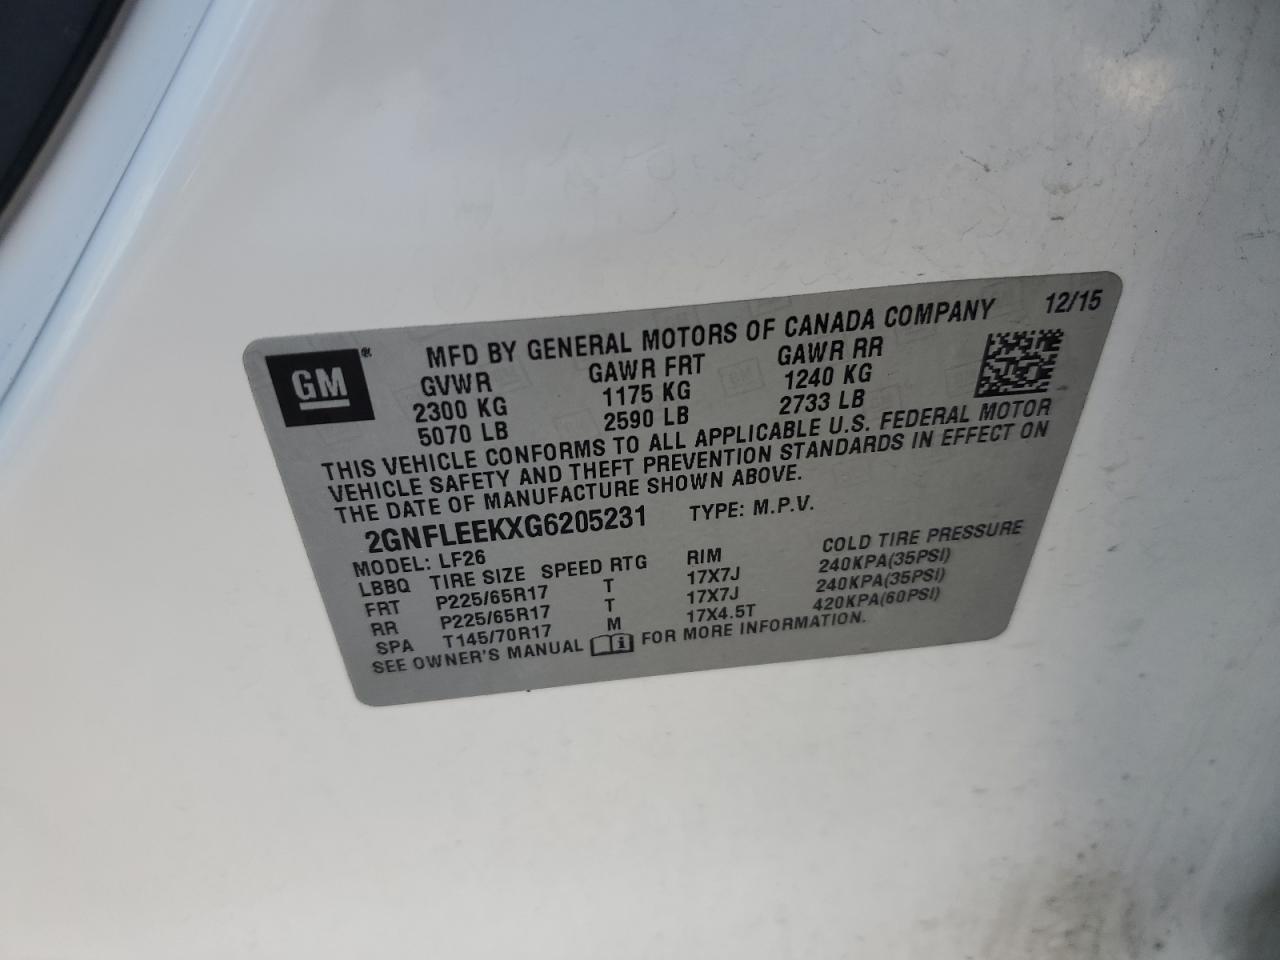 GM®
MFD BY GENERAL MOTORS OF CANADA COMPANY 12/15
GVWR GAWR FRT GAWR RR
2300 KG 1175 KG 1240 KG
5070 LB 2590 LB 2733 LB
THIS VEHICLE CONFORMS TO ALL APPLICABLE U.S. FEDERAL MOTOR
VEHICLE SAFETY AND THEFT PREVENTION STANDARDS IN EFFECT ON
THE DATE OF MANUFACTURE SHOWN ABOVE.
2GNFLEEKXG6205231 TYPE: M.P.V.
MODEL: LF26
LBBQ TIRE SIZE SPEED RTG RIM COLD TIRE PRESSURE
FRT P225/65R17 T 17X7J 240KPA(35PSI)
RR P225/65R17 T 17X7J 240KPA(35PSI)
SPA T145/70R17 M 17X4.5T 420KPA(60PSI)
SEE OWNER'S MANUAL i FOR MORE INFORMATION.